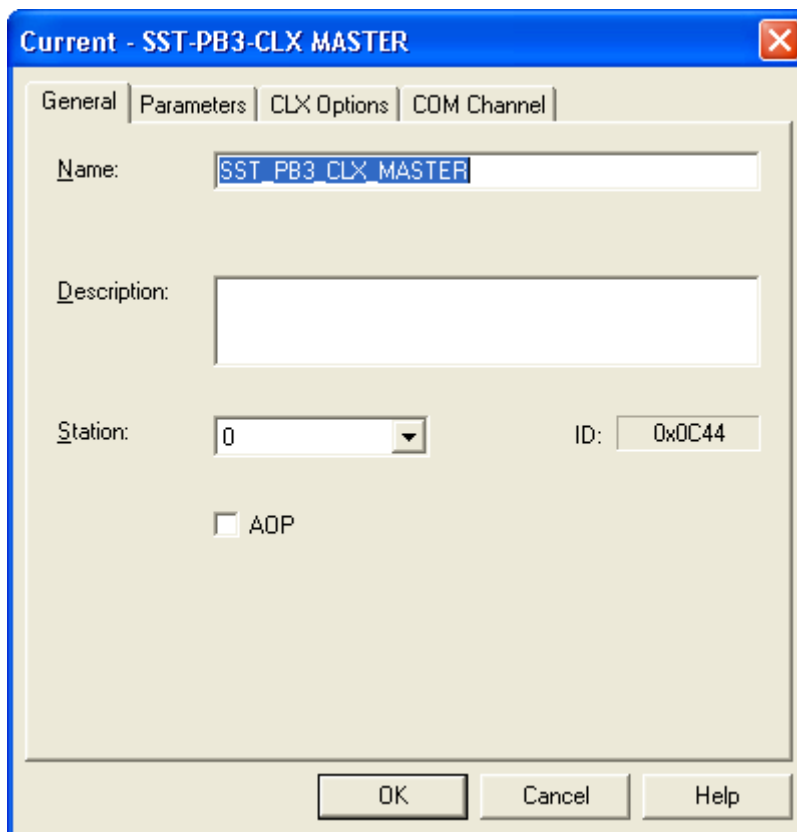 Current - SST-PB3-CLX MASTER
General Parameters CLX Options COM Channel
Name: SST_PB3_CLX_MASTER
Description:
Station: 0 ID: 0x0C44
AOP
OK Cancel Help